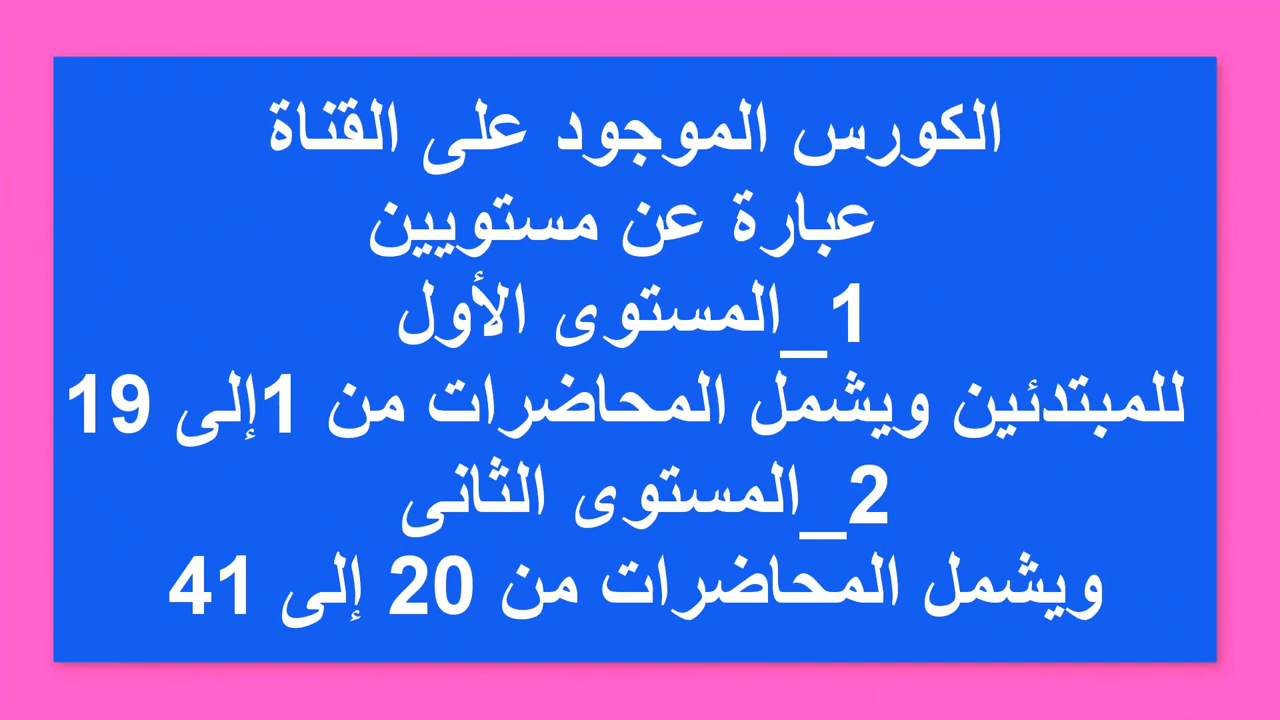 الكورس الموجود على القناة
عبارة عن مستويين
1_المستوى الأول
للمبتدئين ويشمل المحاضرات من 1إلى 19
2_المستوى الثانى
ويشمل المحاضرات من 20 إلى 41